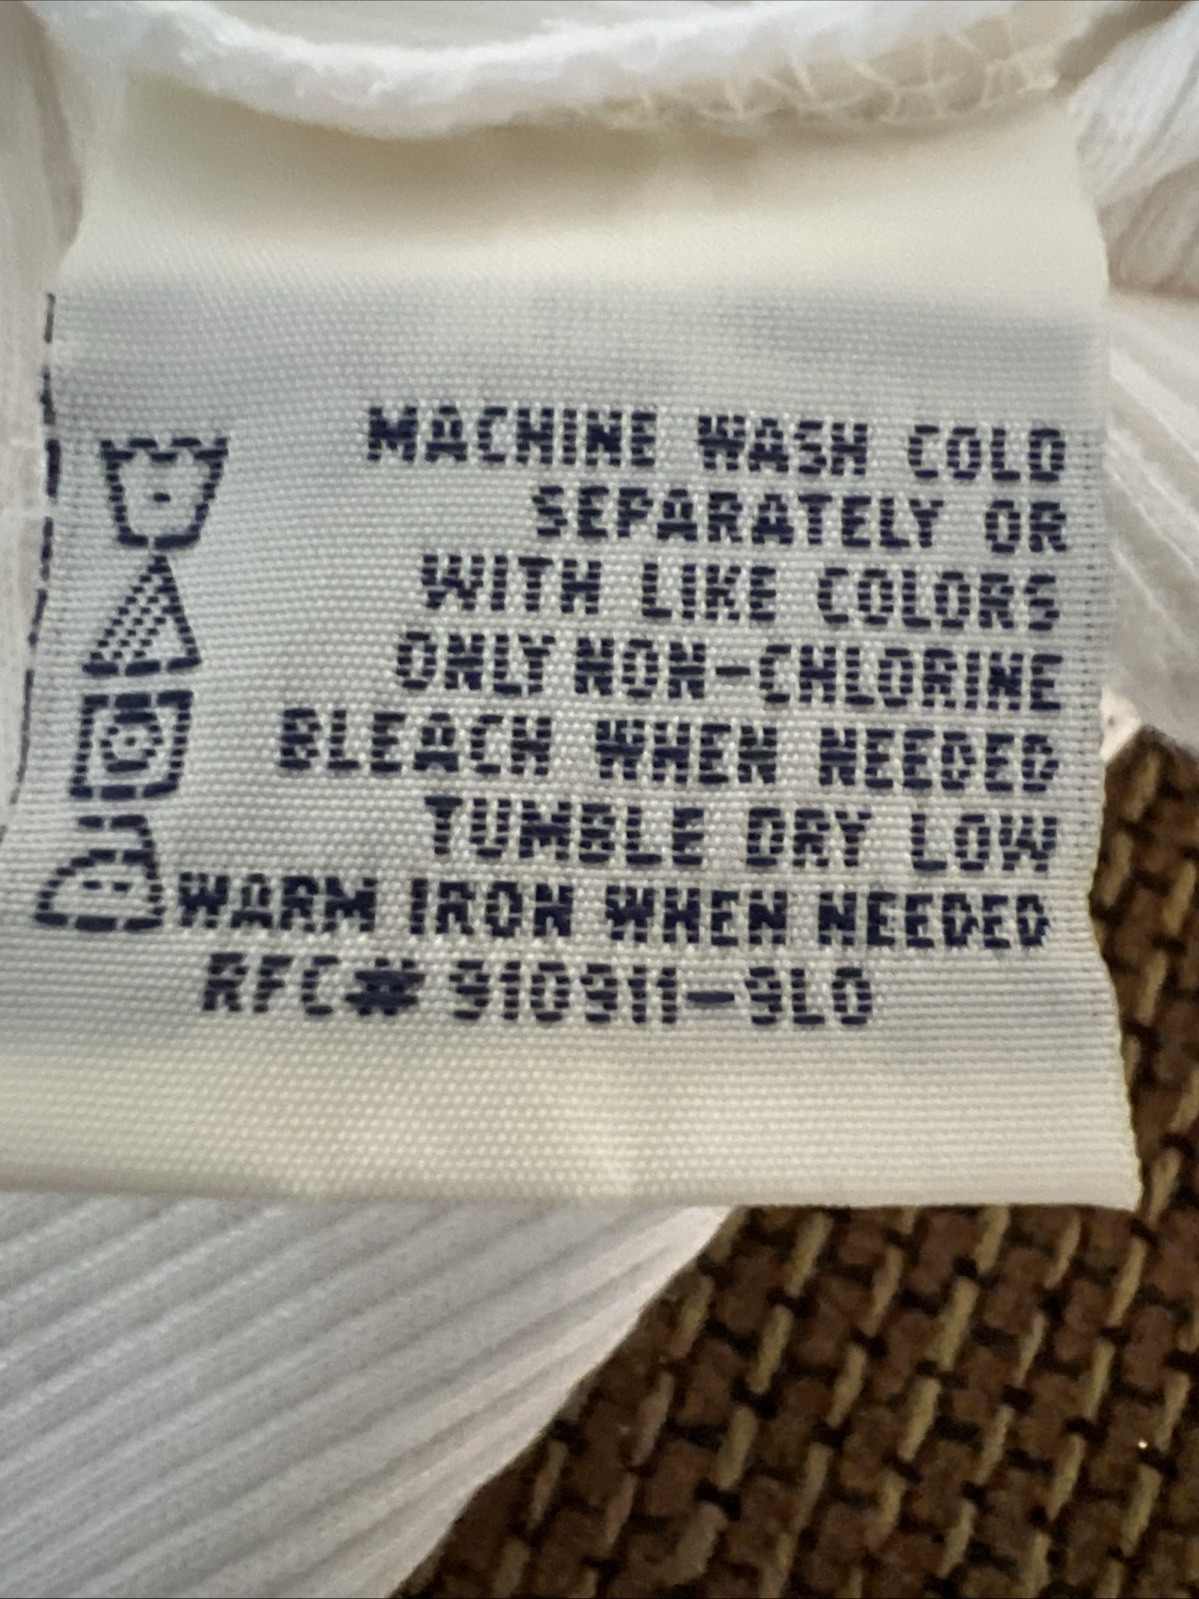 MACHINE WASH COLD
SEPARATELY OR
WITH LIKE COLORS
ONLY NON-CHLORINE
BLEACH WHEN NEEDED
TUMBLE DRY LOW
WARM IRON WHEN NEEDED
RFC# 910911-9L0